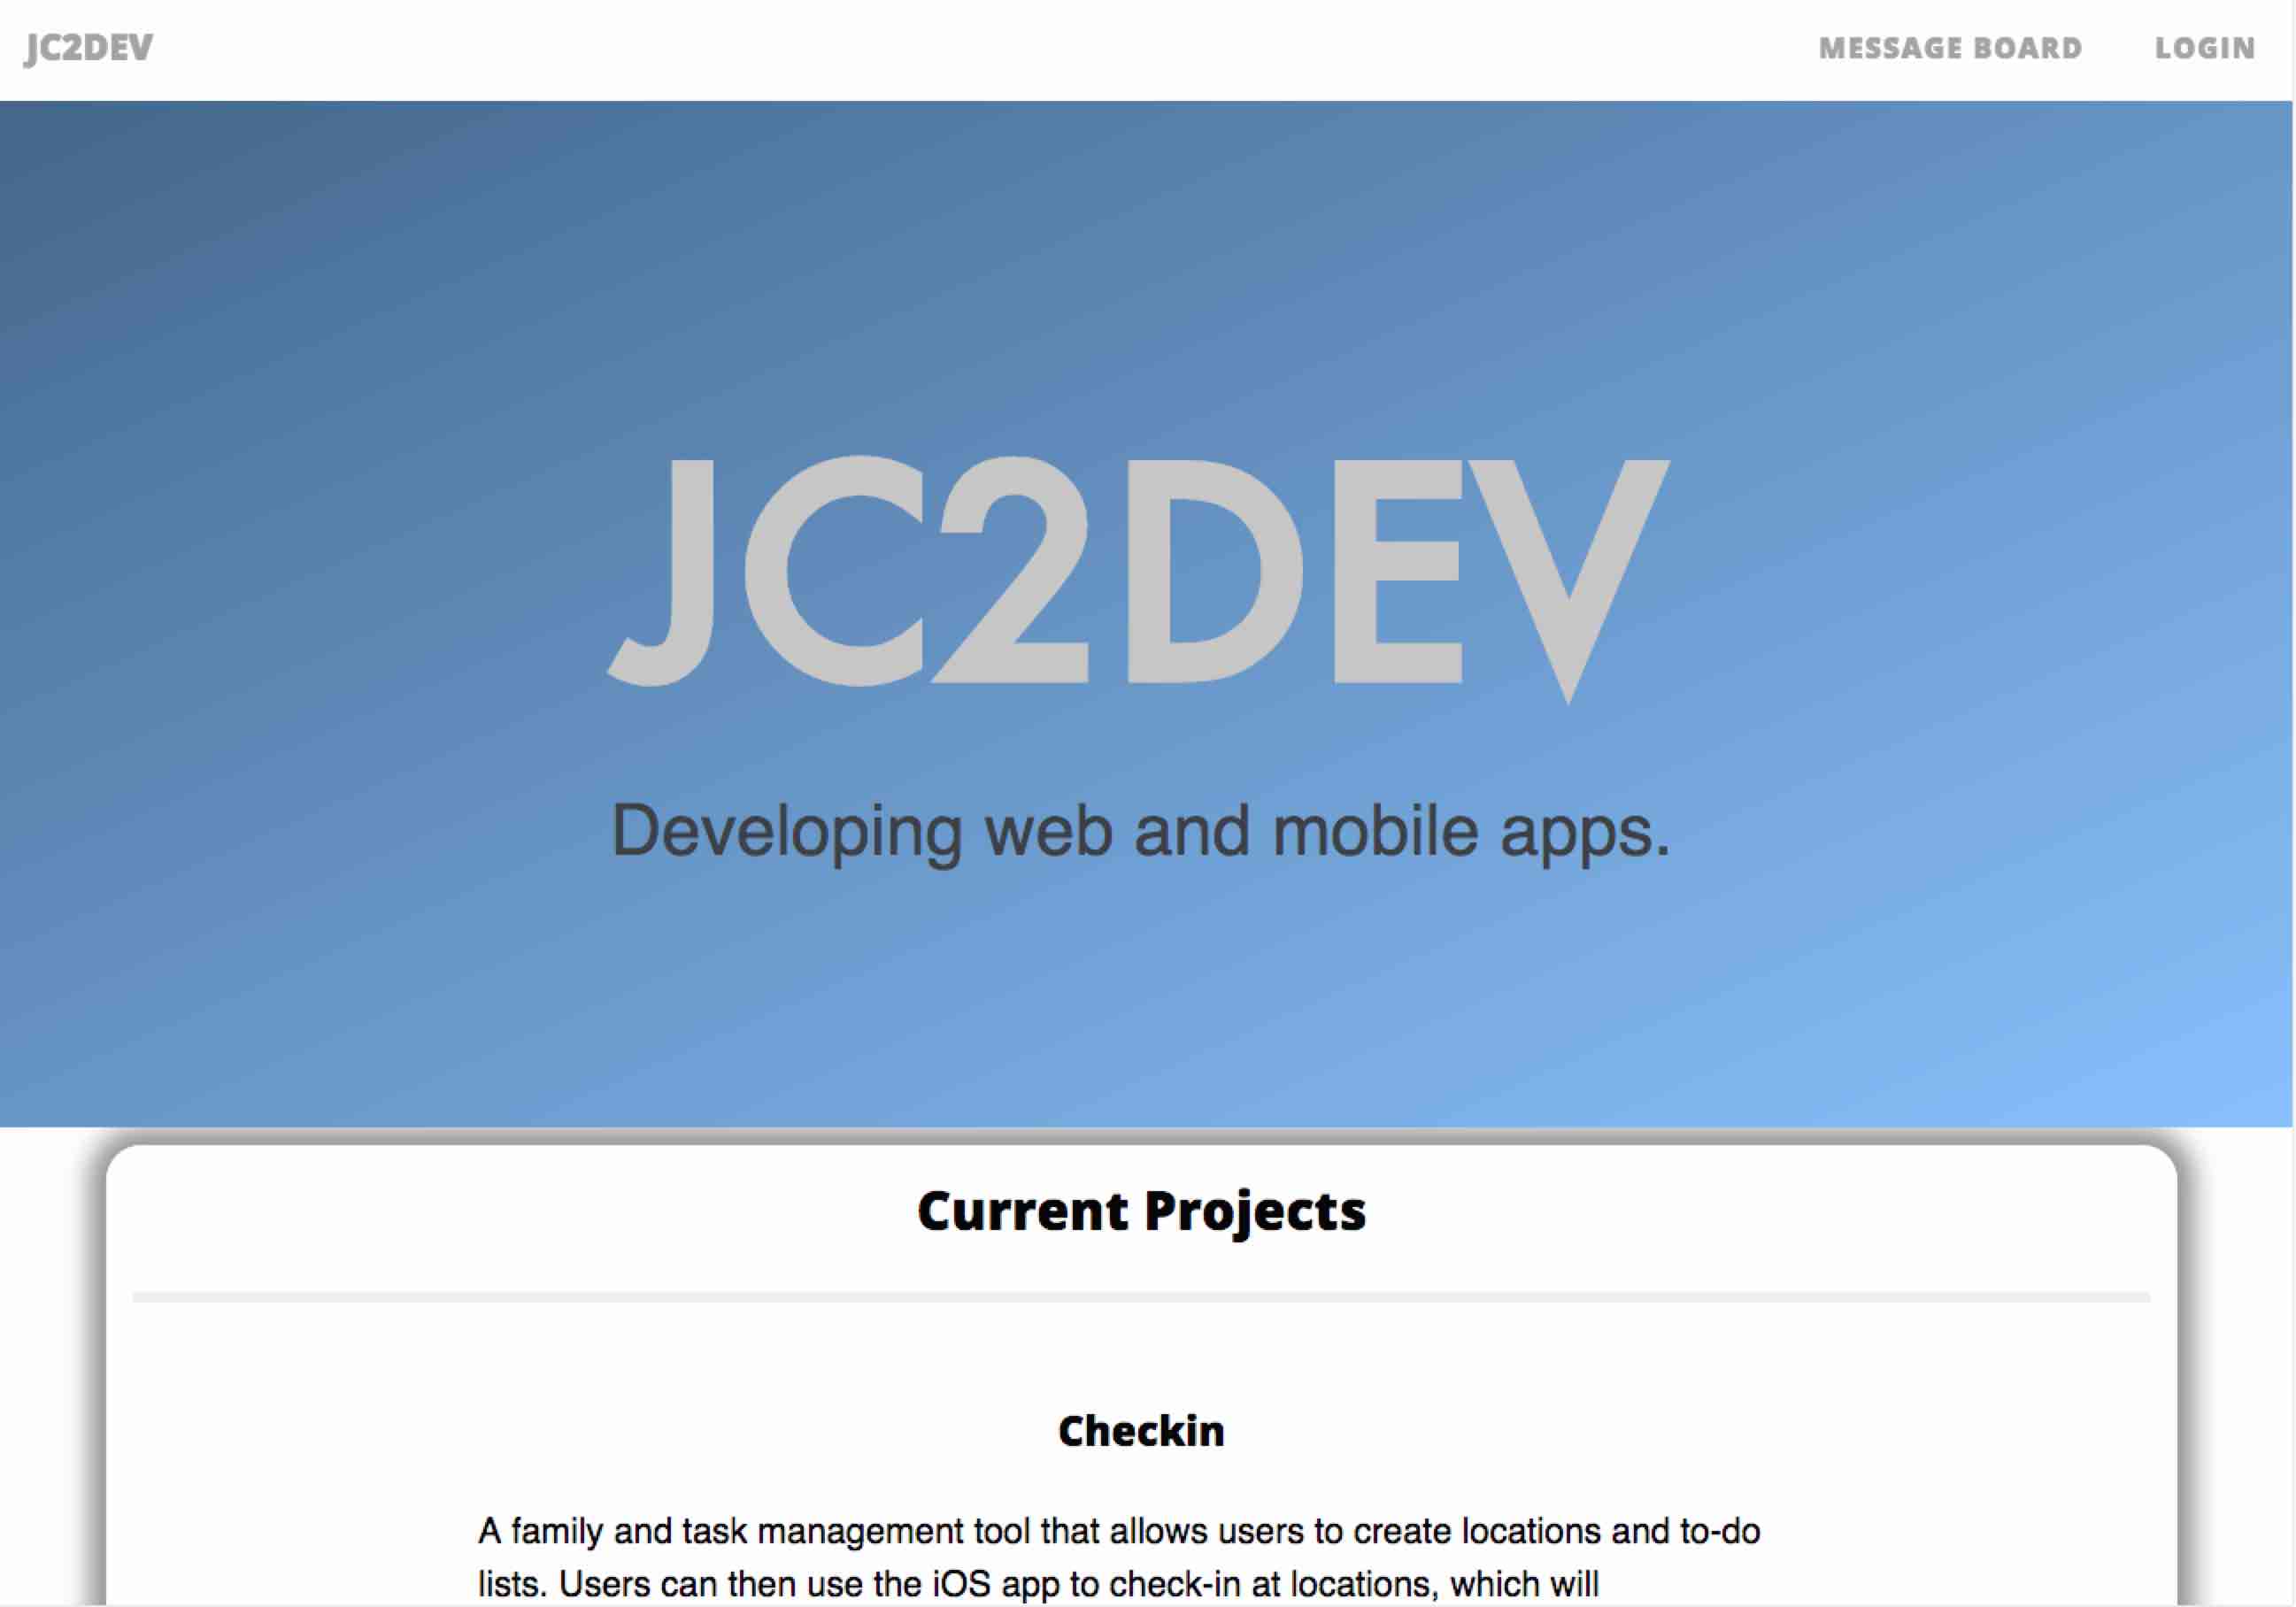 JC2DEV
MESSAGE BOARD
LOGIN
JC2DEV
Developing web and mobile apps.
Current Projects
Checkin
A family and task management tool that allows users to create locations and to-do
lists. Users can then use the iOS app to check-in at locations, which will